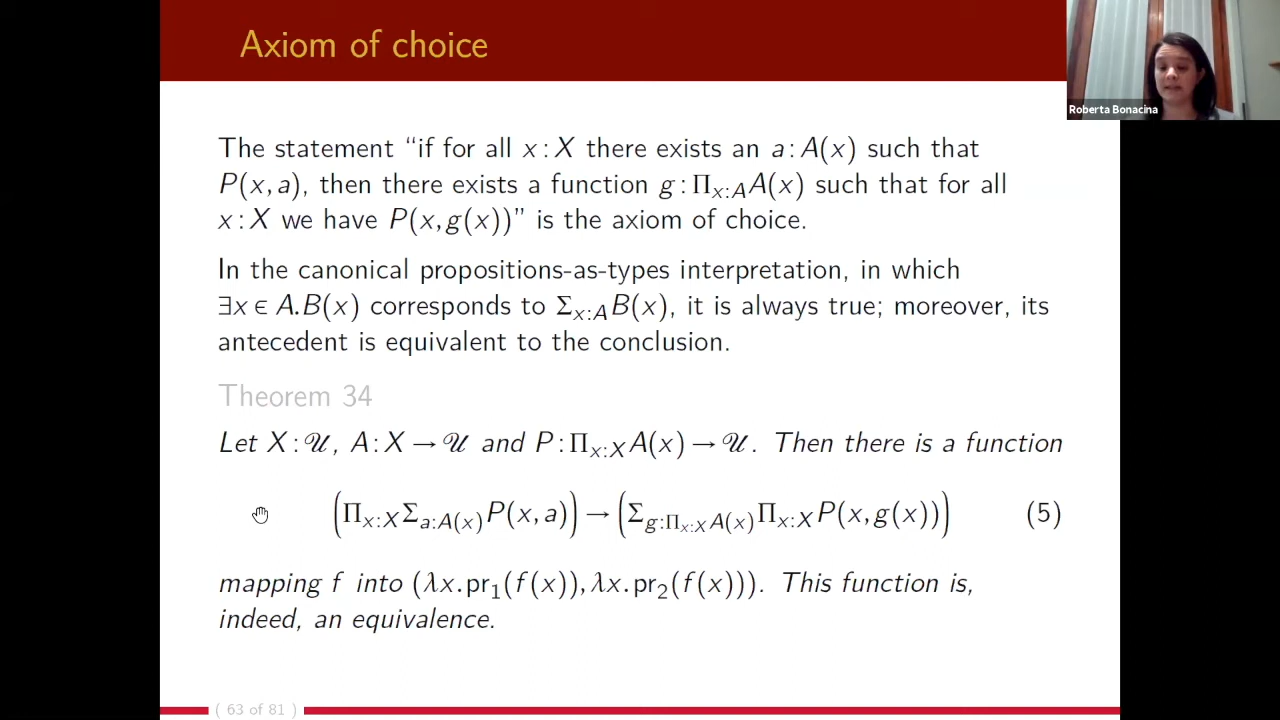 Axiom of choice
Roberta Bonacina
The statement “if for all x : X there exists an a : A(x) such that
P(x, a), then there exists a function g : Π_{x:A}A(x) such that for all
x : X we have P(x, g(x))” is the axiom of choice.
In the canonical propositions-as-types interpretation, in which
∃x ∈ A.B(x) corresponds to Σ_{x:A}B(x), it is always true; moreover, its
antecedent is equivalent to the conclusion.
Theorem 34
Let X : 𝒰, A : X → 𝒰 and P : Π_{x:X}A(x) → 𝒰. Then there is a function
(Π_{x:X}Σ_{a:A(x)}P(x, a)) → (Σ_{g:Π_{x:X}A(x)}Π_{x:X}P(x, g(x))) (5)
mapping f into (λx.pr₁(f(x)), λx.pr₂(f(x))). This function is,
indeed, an equivalence.
( 63 of 81 )